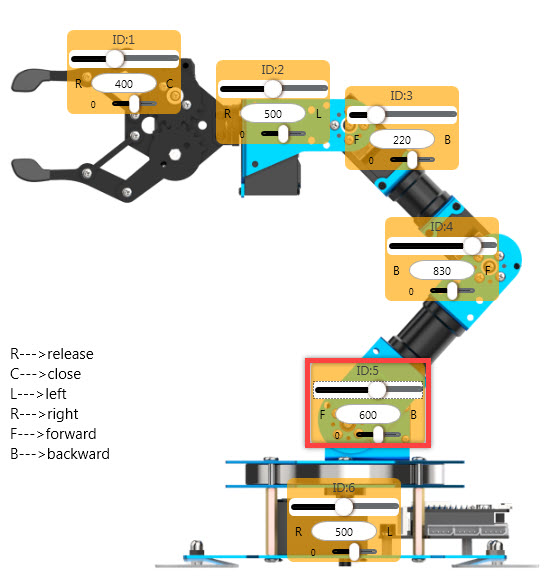 ID:1
R 400 C
0
ID:2
R 500 L
0
ID:3
F 220 B
0
ID:4
B 830 F
0
R--->release
C--->close
L--->left
R--->right
F--->forward
B--->backward
ID:5
F 600 B
0
ID:6
R 500 L
0